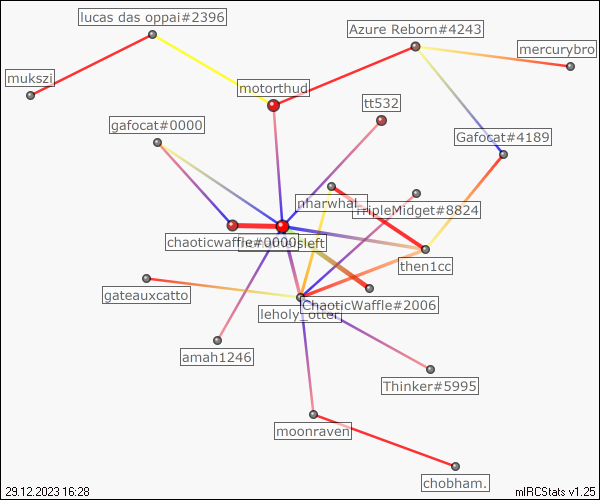 lucas das oppai#2396
Azure Reborn#4243
mercurybro
mukszi
motorthud
tt532
gafocat#0000
Gafocat#4189
nharwhal
TripleMidget#8824
chaoticwaffle#0000
then1cc
gateauxcatto
ChaoticWaffle#2006
leholy_otter
amah1246
Thinker#5995
moonraven
chobham.
29.12.2023 16:28
mIRCStats v1.25